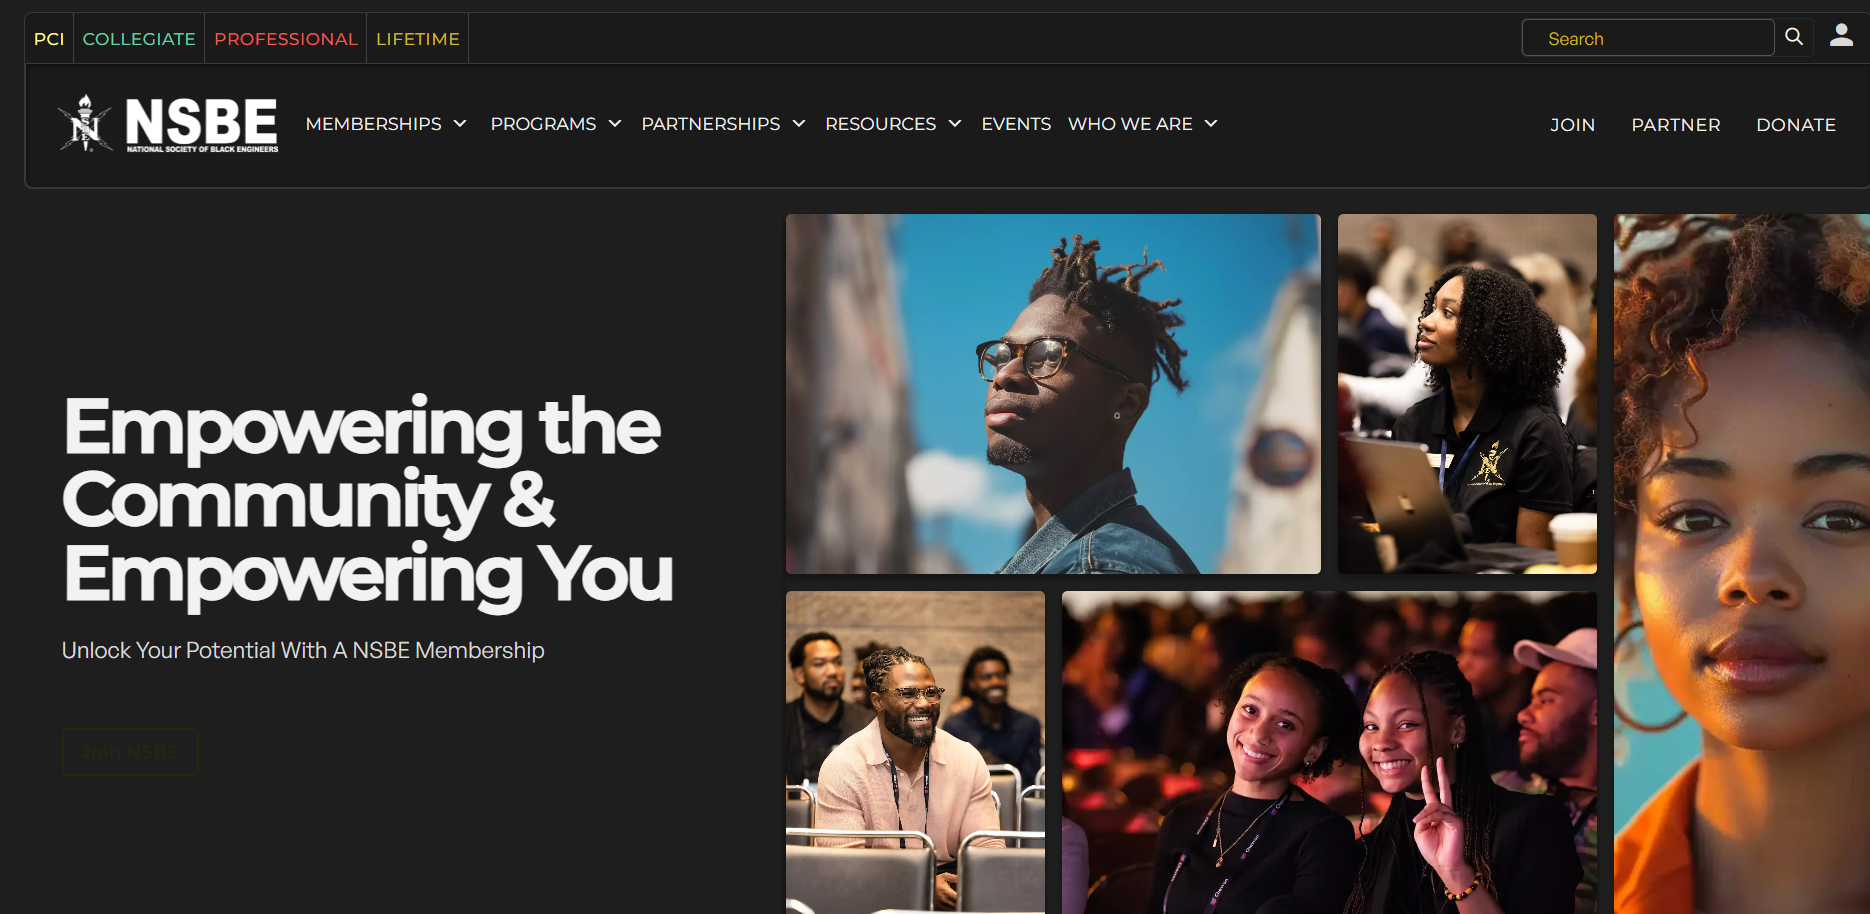 PCI COLLEGIATE PROFESSIONAL LIFETIME
Search
NSBE
NATIONAL SOCIETY OF BLACK ENGINEERS
MEMBERSHIPS PROGRAMS PARTNERSHIPS RESOURCES EVENTS WHO WE ARE
JOIN PARTNER DONATE
Empowering the
Community &
Empowering You
Unlock Your Potential With A NSBE Membership
Join NSBE